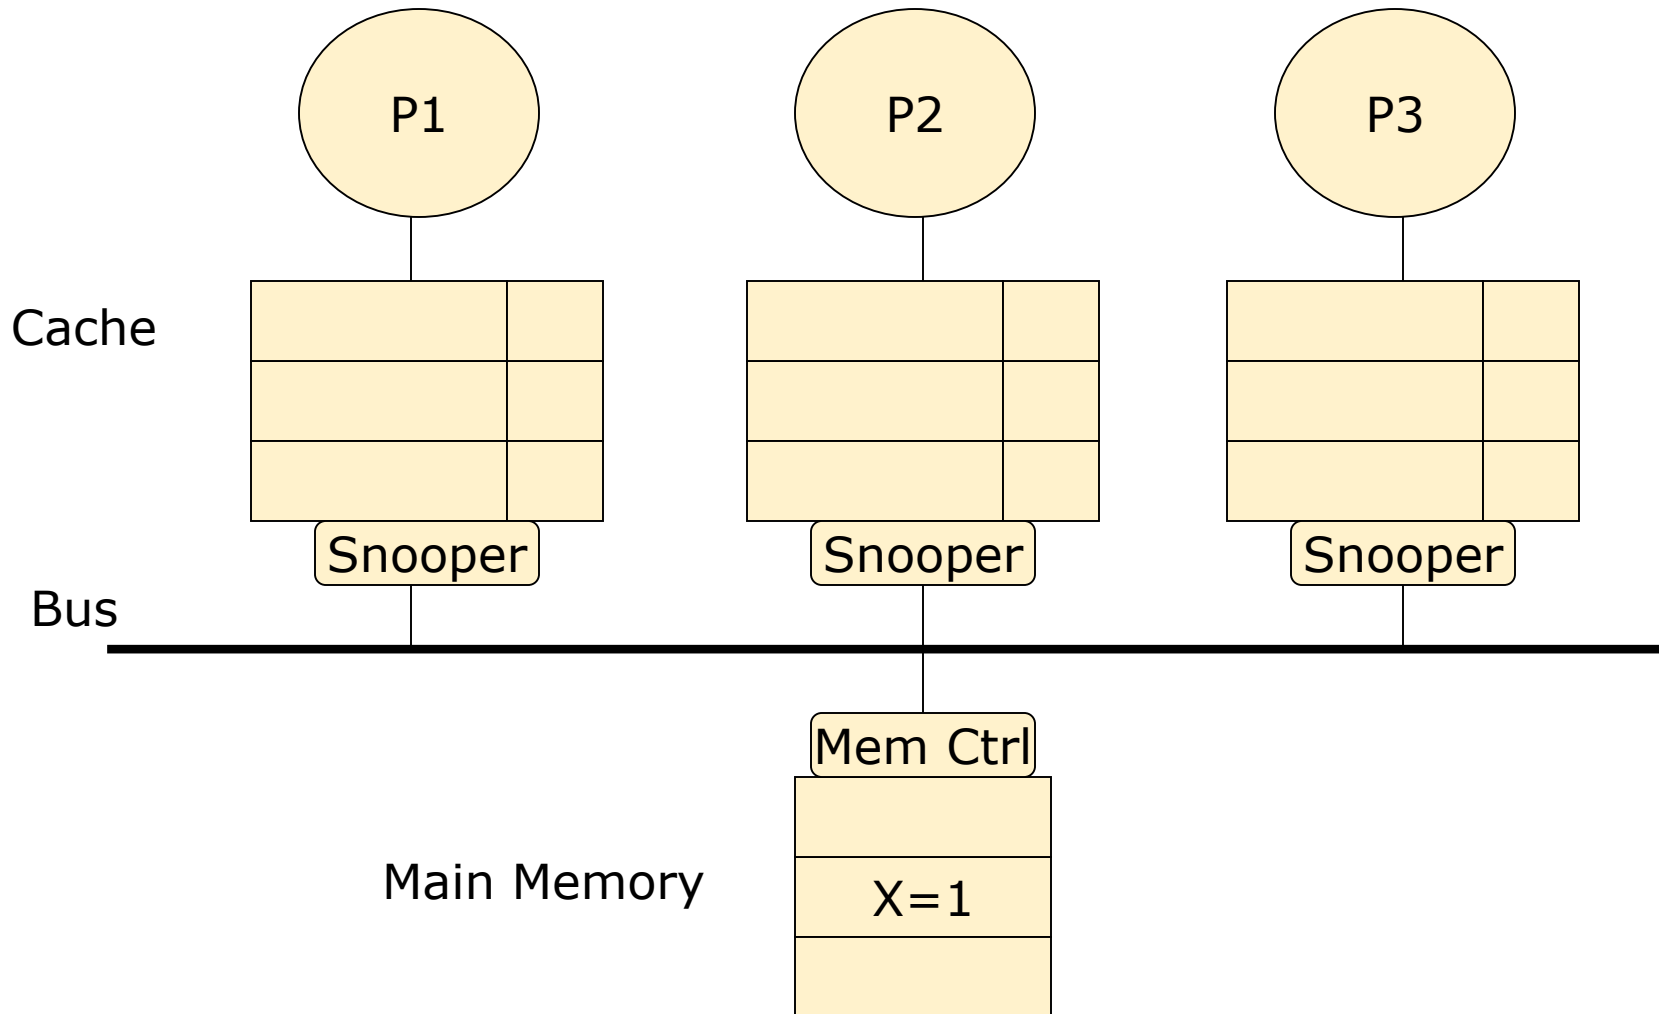 P1
P2
P3
Cache
Snooper
Snooper
Snooper
Bus
Mem Ctrl
Main Memory
X=1